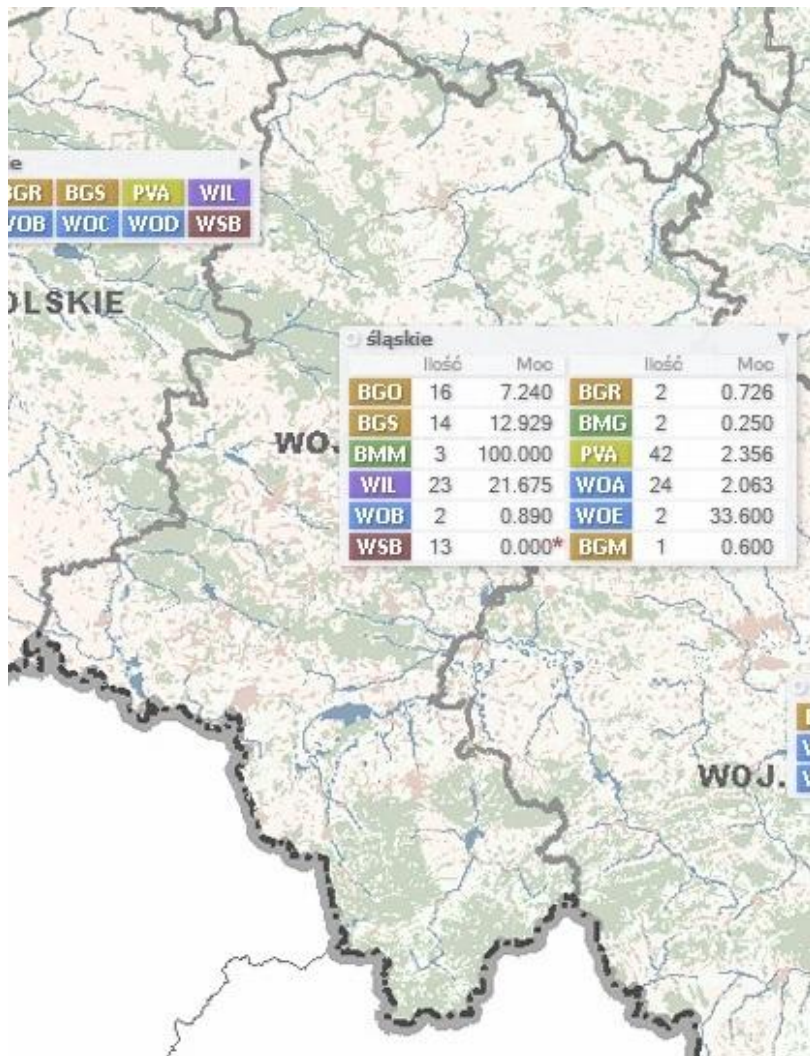 BGR BGS PVA WIL
WOB WOC WOD WSB
OLSKIE
śląskie
Ilość Moc Ilość Moc
BGO 16 7.240 BGR 2 0.726
BGS 14 12.929 BMG 2 0.250
BMM 3 100.000 PVA 42 2.356
WIL 23 21.675 WOA 24 2.063
WOB 2 0.890 WOE 2 33.600
WSB 13 0.000* BGM 1 0.600
WOJ.
WOJ.